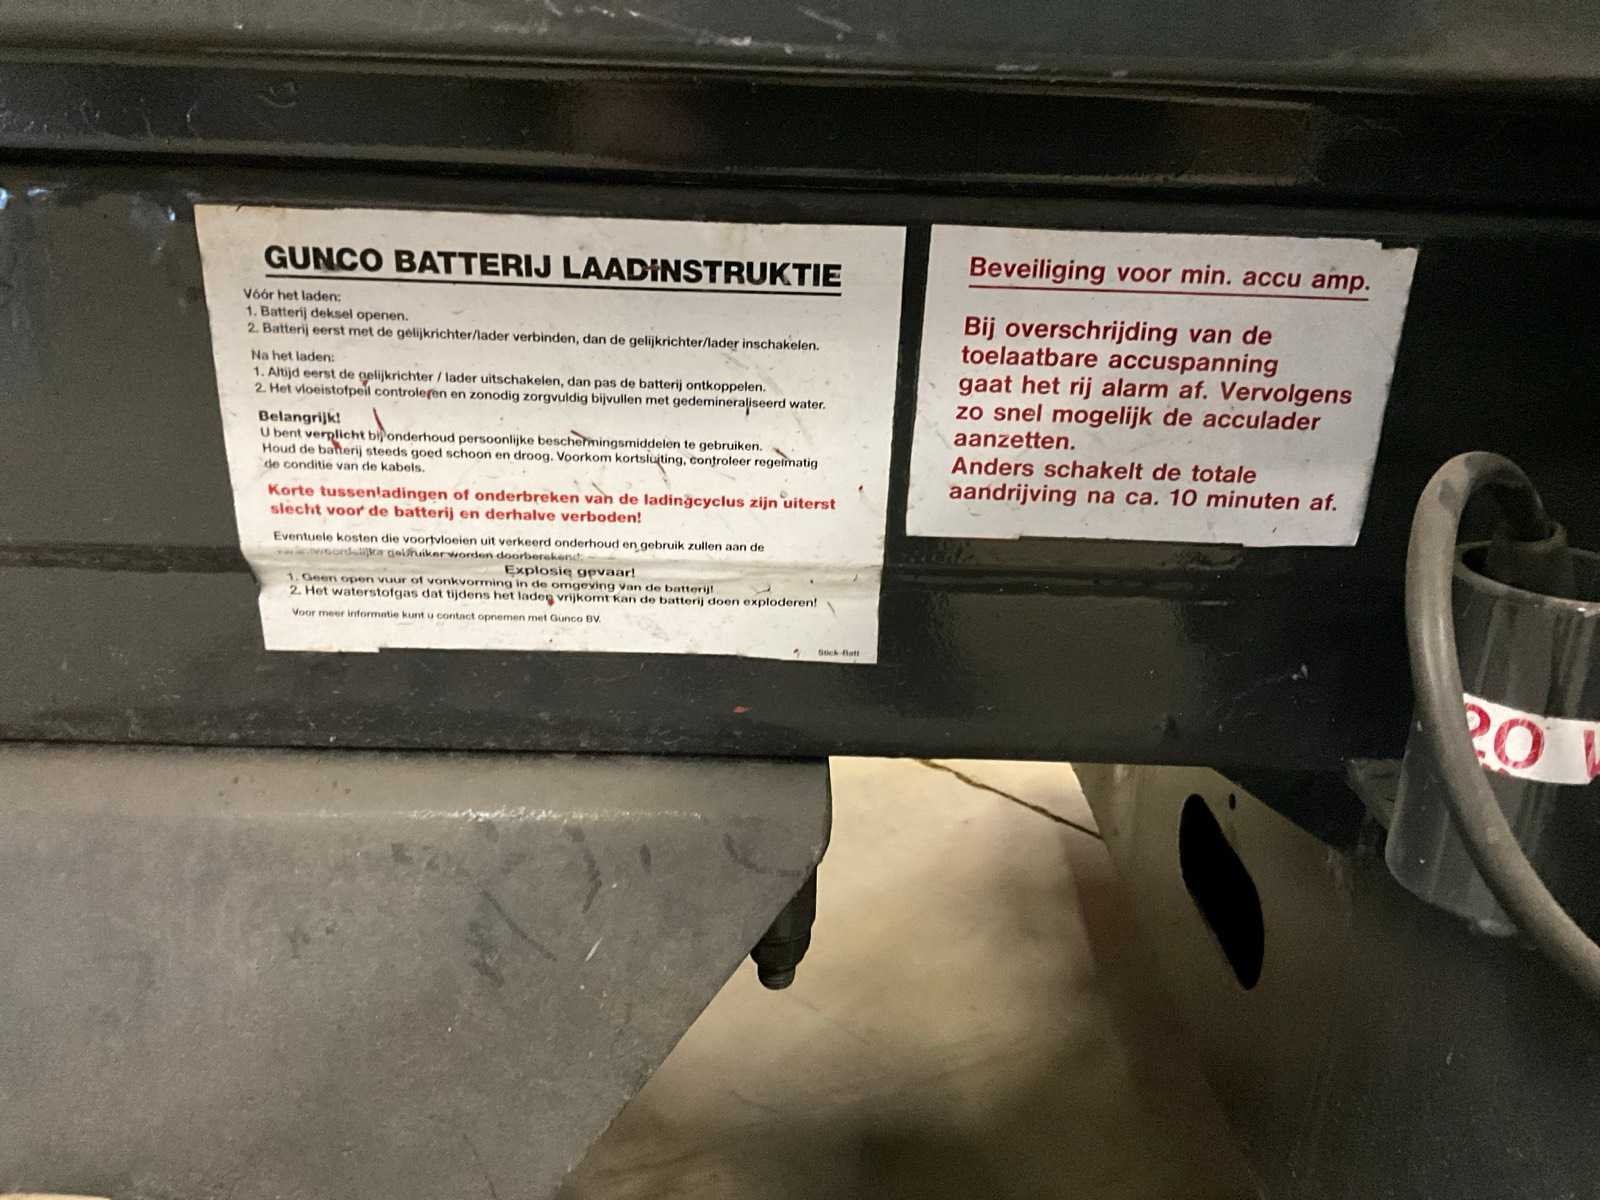 GUNCO BATTERIJ LAADINSTRUKTIE
Vóór het laden:
1. Batterij deksel openen.
2. Batterij eerst met de gelijkrichter/lader verbinden, dan de gelijkrichter/lader inschakelen.
Na het laden:
1. Altijd eerst de gelijkrichter / lader uitschakelen, dan pas de batterij ontkoppelen.
2. Het vloeistofpeil controleren en zonodig zorgvuldig bijvullen met gedemineraliseerd water.
Belangrijk!
U bent verplicht bij onderhoud persoonlijke beschermingsmiddelen te gebruiken.
Houd de batterij steeds goed schoon en droog. Voorkom kortsluiting, controleer regelmatig
de conditie van de kabels.
Korte tussenladingen of onderbreken van de ladingcyclus zijn uiterst
slecht voor de batterij en derhalve verboden!
Eventuele kosten die voortvloeien uit verkeerd onderhoud en gebruik zullen aan de
gebruiker worden doorberekend.
Explosie gevaar!
1. Geen open vuur of vonkvorming in de omgeving van de batterij!
2. Het waterstofgas dat tijdens het laden vrijkomt kan de batterij doen exploderen!
Voor meer informatie kunt u contact opnemen met Gunco BV.
Stick-Batt
Beveiliging voor min. accu amp.
Bij overschrijding van de
toelaatbare accuspanning
gaat het rij alarm af. Vervolgens
zo snel mogelijk de acculader
aanzetten.
Anders schakelt de totale
aandrijving na ca. 10 minuten af.
20